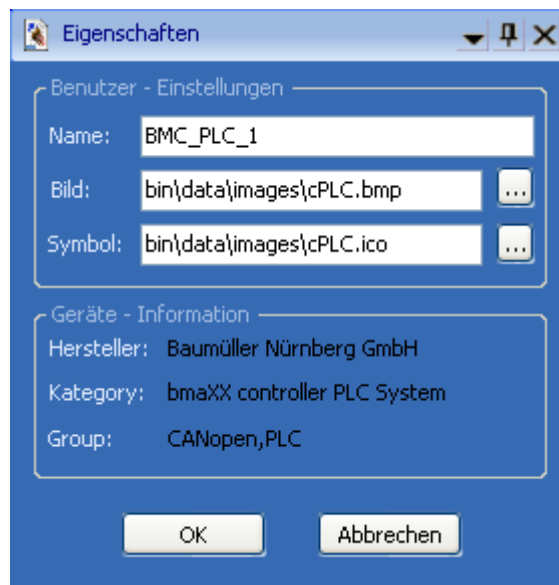 Eigenschaften
Benutzer - Einstellungen
Name: BMC_PLC_1
Bild: bin\data\images\cPLC.bmp ...
Symbol: bin\data\images\cPLC.ico ...
Geräte - Information
Hersteller: Baumüller Nürnberg GmbH
Kategory: bmaXX controller PLC System
Group: CANopen,PLC
OK Abbrechen